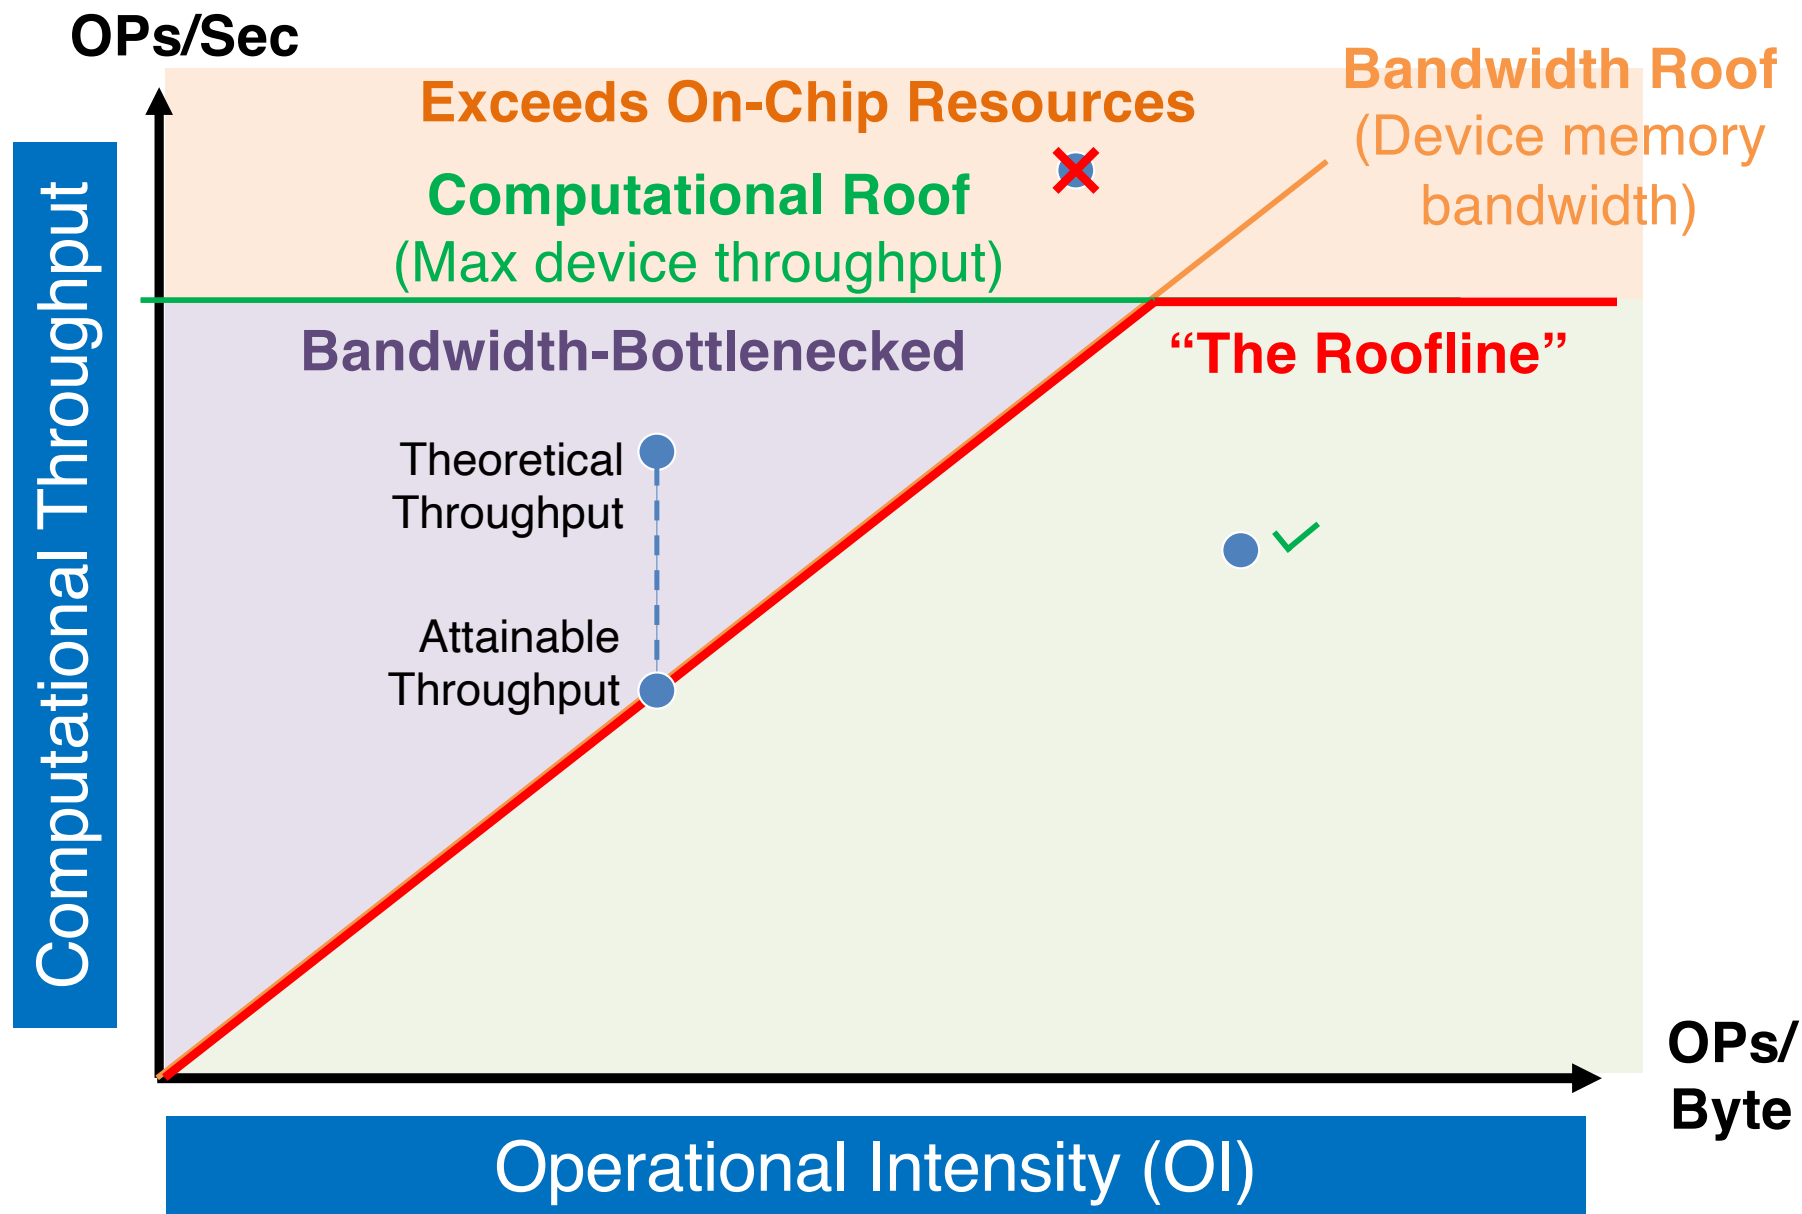 OPs/Sec
Exceeds On-Chip Resources
Bandwidth Roof
(Device memory
bandwidth)
Computational Roof
(Max device throughput)
Bandwidth-Bottlenecked
“The Roofline”
Theoretical
Throughput
Attainable
Throughput
Computational Throughput
OPs/
Byte
Operational Intensity (OI)